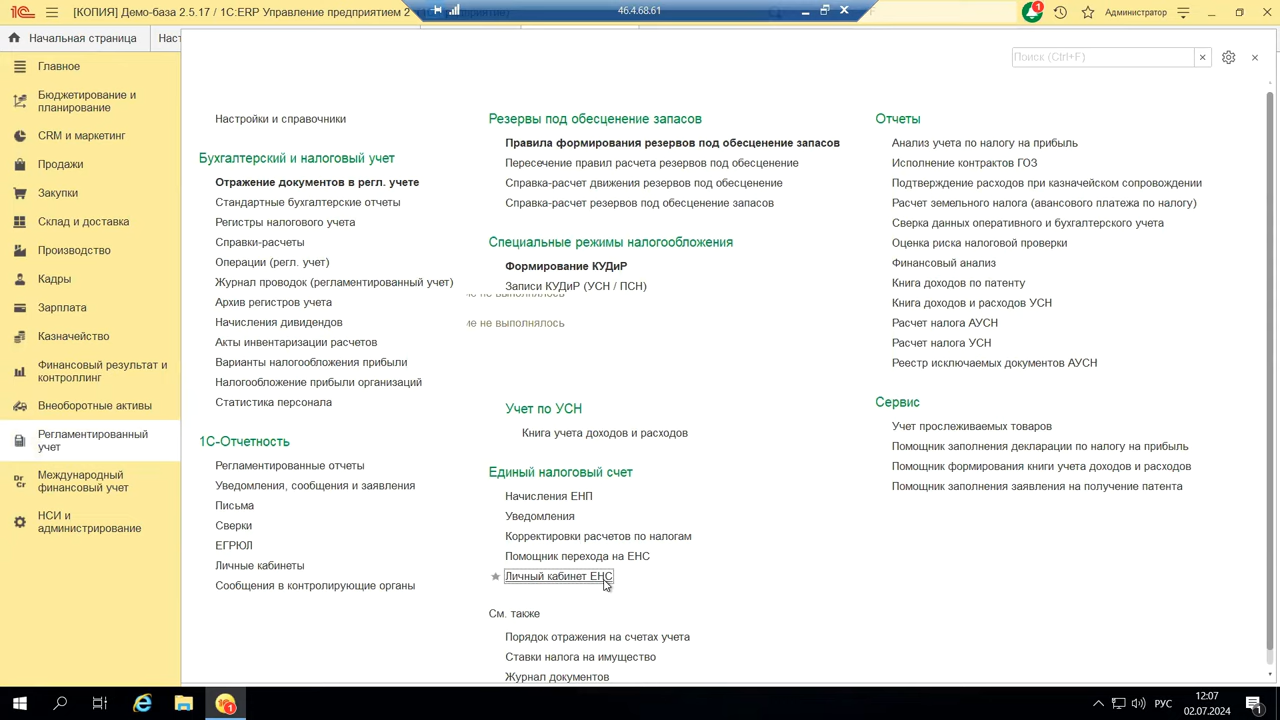 [КОПИЯ] Демо-база 2.5.17 / 1С:ERP Управление предприятием 2
46.4.68.61
1
Администратор
Начальная страница
Наст
Поиск (Ctrl+F)
Главное
Бюджетирование и
планирование
CRM и маркетинг
Продажи
Закупки
Склад и доставка
Производство
Кадры
Зарплата
Казначейство
Финансовый результат и
контроллинг
Внеоборотные активы
Регламентированный
учет
Международный
финансовый учет
НСИ и
администрирование
Настройки и справочники
Бухгалтерский и налоговый учет
Отражение документов в регл. учете
Стандартные бухгалтерские отчеты
Регистры налогового учета
Справки-расчеты
Операции (регл. учет)
Журнал проводок (регламентированный учет)
Архив регистров учета
Начисления дивидендов
Акты инвентаризации расчетов
Варианты налогообложения прибыли
Налогообложение прибыли организаций
Статистика персонала
1С-Отчетность
Регламентированные отчеты
Уведомления, сообщения и заявления
Письма
Сверки
ЕГРЮЛ
Личные кабинеты
Сообщения в контролирующие органы
Резервы под обесценение запасов
Правила формирования резервов под обесценение запасов
Пересечение правил расчета резервов под обесценение
Справка-расчет движения резервов под обесценение
Справка-расчет резервов под обесценение запасов
Специальные режимы налогообложения
Формирование КУДиР
Записи КУДиР (УСН / ПСН)
не выполнялось
ие не выполнялось
Учет по УСН
Книга учета доходов и расходов
Единый налоговый счет
Начисления ЕНП
Уведомления
Корректировки расчетов по налогам
Помощник перехода на ЕНС
Личный кабинет ЕНС
См. также
Порядок отражения на счетах учета
Ставки налога на имущество
Журнал документов
Отчеты
Анализ учета по налогу на прибыль
Исполнение контрактов ГОЗ
Подтверждение расходов при казначейском сопровождении
Расчет земельного налога (авансового платежа по налогу)
Сверка данных оперативного и бухгалтерского учета
Оценка риска налоговой проверки
Финансовый анализ
Книга доходов по патенту
Книга доходов и расходов УСН
Расчет налога АУСН
Расчет налога УСН
Реестр исключаемых документов АУСН
Сервис
Учет прослеживаемых товаров
Помощник заполнения декларации по налогу на прибыль
Помощник формирования книги учета доходов и расходов
Помощник заполнения заявления на получение патента
1
РУС
12:07
02.07.2024
1